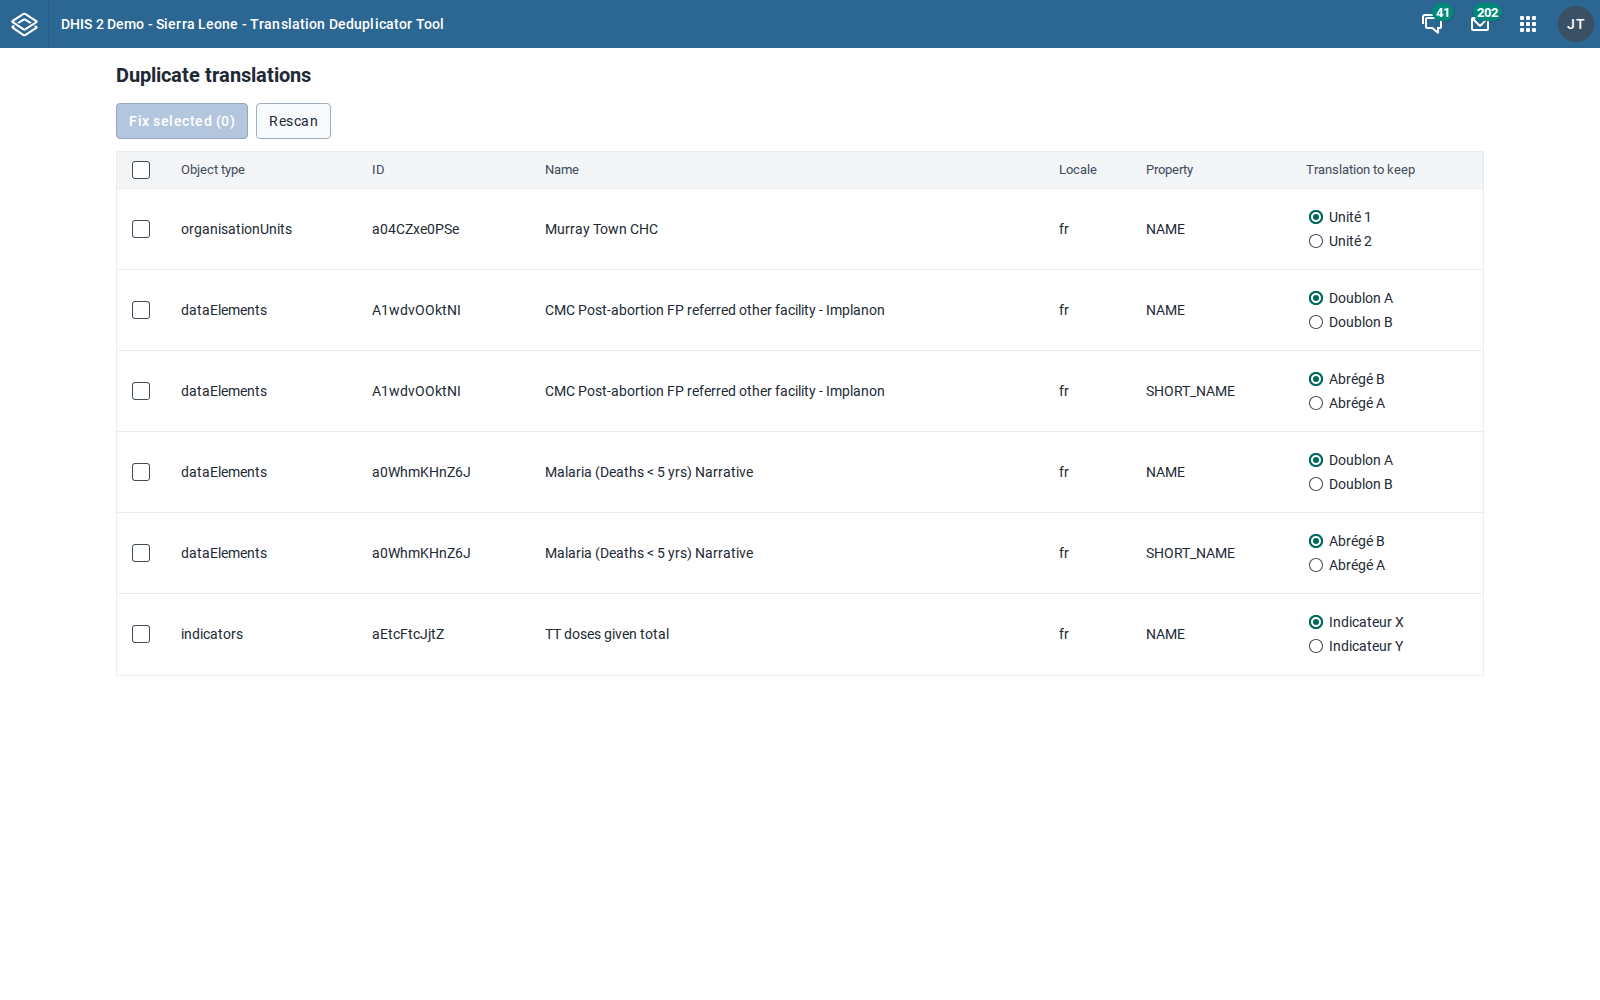 DHIS 2 Demo - Sierra Leone - Translation Deduplicator Tool
41
202
JT
Duplicate translations
Fix selected (0)
Rescan
Object type ID Name Locale Property Translation to keep
organisationUnits a04CZxe0PSe Murray Town CHC fr NAME Unité 1
Unité 2
dataElements A1wdvOOktNI CMC Post-abortion FP referred other facility - Implanon fr NAME Doublon A
Doublon B
dataElements A1wdvOOktNI CMC Post-abortion FP referred other facility - Implanon fr SHORT_NAME Abrégé B
Abrégé A
dataElements a0WhmKHnZ6J Malaria (Deaths < 5 yrs) Narrative fr NAME Doublon A
Doublon B
dataElements a0WhmKHnZ6J Malaria (Deaths < 5 yrs) Narrative fr SHORT_NAME Abrégé B
Abrégé A
indicators aEtcFtcJjtZ TT doses given total fr NAME Indicateur X
Indicateur Y